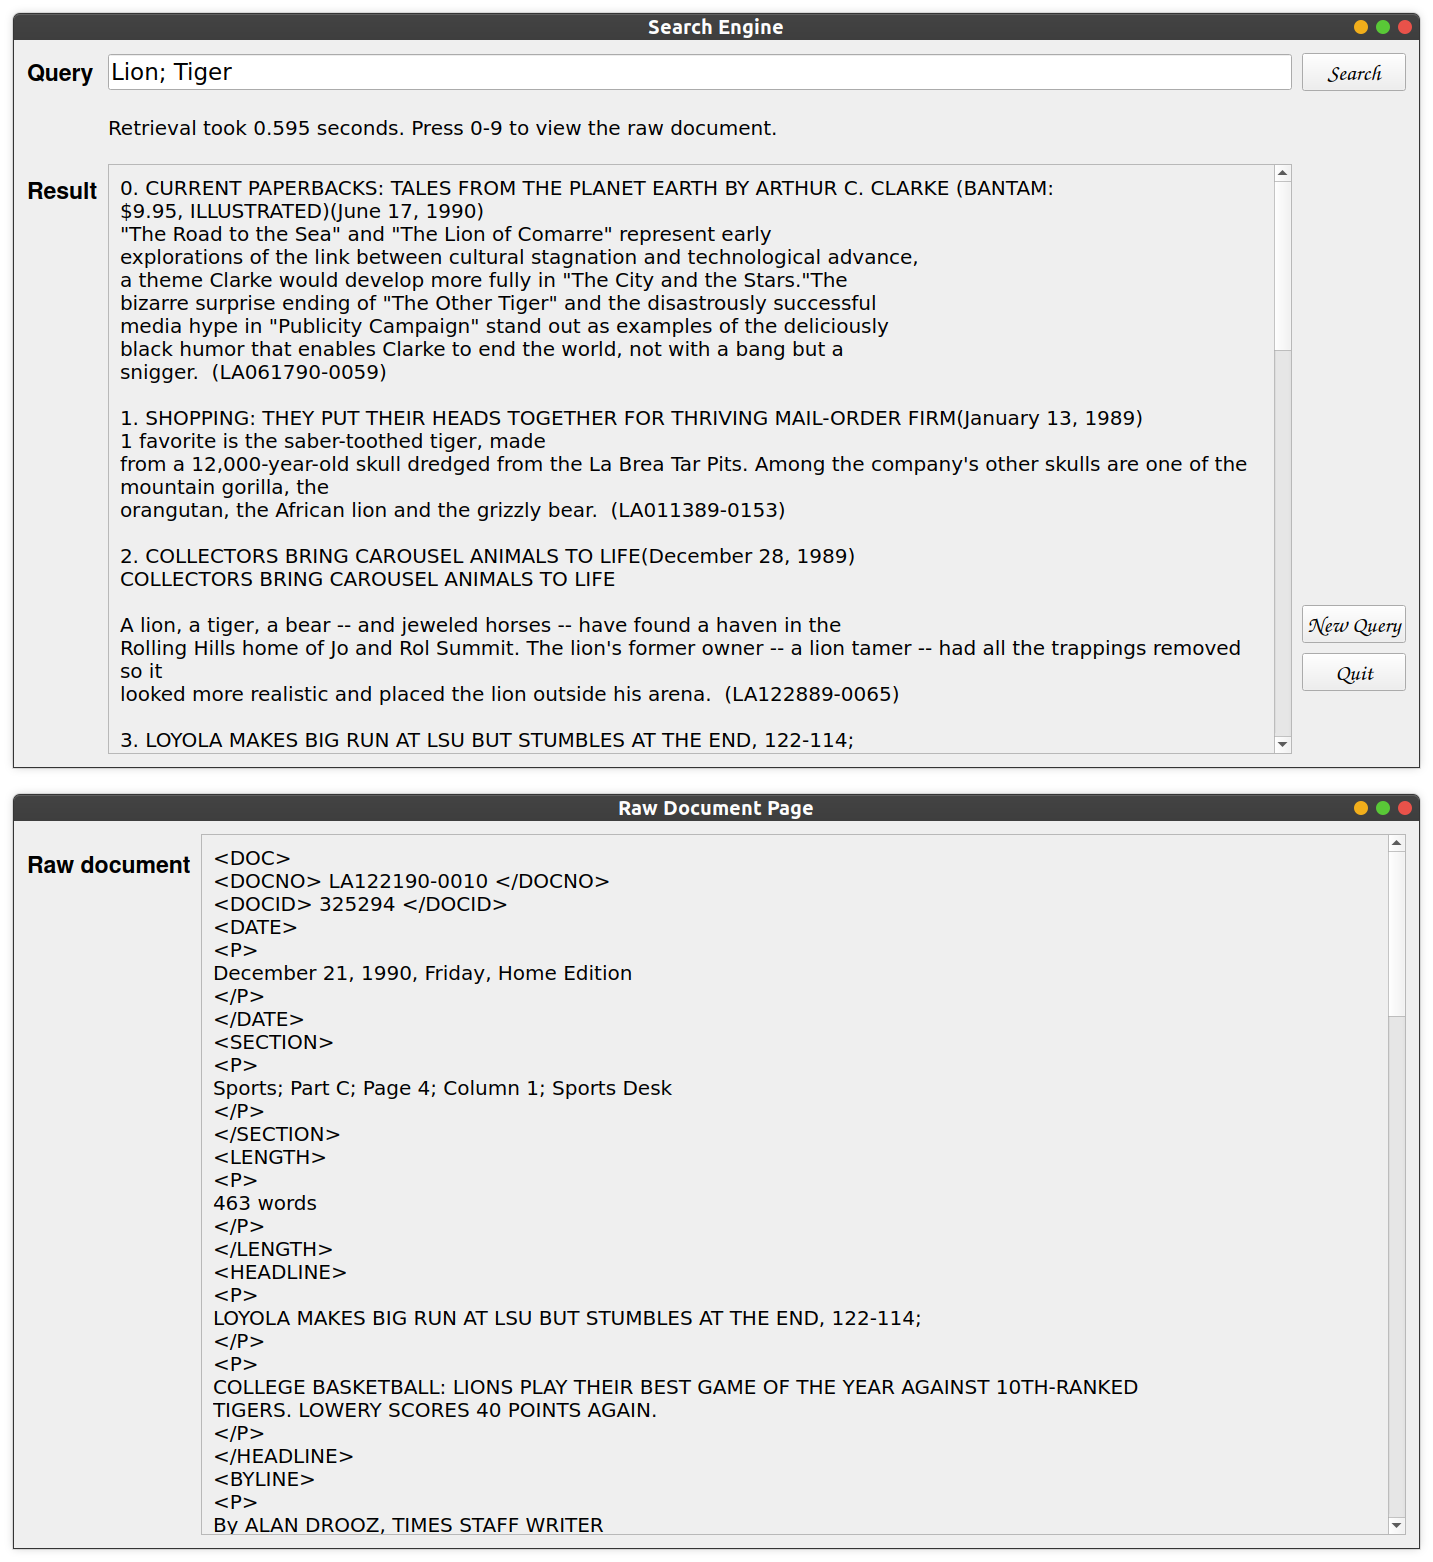 Search Engine
Query
Lion; Tiger
Search
Retrieval took 0.595 seconds. Press 0-9 to view the raw document.
Result
0. CURRENT PAPERBACKS: TALES FROM THE PLANET EARTH BY ARTHUR C. CLARKE (BANTAM:
$9.95, ILLUSTRATED)(June 17, 1990)
"The Road to the Sea" and "The Lion of Comarre" represent early
explorations of the link between cultural stagnation and technological advance,
a theme Clarke would develop more fully in "The City and the Stars."The
bizarre surprise ending of "The Other Tiger" and the disastrously successful
media hype in "Publicity Campaign" stand out as examples of the deliciously
black humor that enables Clarke to end the world, not with a bang but a
snigger.  (LA061790-0059)
1. SHOPPING: THEY PUT THEIR HEADS TOGETHER FOR THRIVING MAIL-ORDER FIRM(January 13, 1989)
1 favorite is the saber-toothed tiger, made
from a 12,000-year-old skull dredged from the La Brea Tar Pits. Among the company's other skulls are one of the
mountain gorilla, the
orangutan, the African lion and the grizzly bear.  (LA011389-0153)
2. COLLECTORS BRING CAROUSEL ANIMALS TO LIFE(December 28, 1989)
COLLECTORS BRING CAROUSEL ANIMALS TO LIFE
A lion, a tiger, a bear -- and jeweled horses -- have found a haven in the
Rolling Hills home of Jo and Rol Summit. The lion's former owner -- a lion tamer -- had all the trappings removed
so it
looked more realistic and placed the lion outside his arena.  (LA122889-0065)
3. LOYOLA MAKES BIG RUN AT LSU BUT STUMBLES AT THE END, 122-114;
New Query
Quit
Raw Document Page
Raw document
<DOC>
<DOCNO> LA122190-0010 </DOCNO>
<DOCID> 325294 </DOCID>
<DATE>
<P>
December 21, 1990, Friday, Home Edition
</P>
</DATE>
<SECTION>
<P>
Sports; Part C; Page 4; Column 1; Sports Desk
</P>
</SECTION>
<LENGTH>
<P>
463 words
</P>
</LENGTH>
<HEADLINE>
<P>
LOYOLA MAKES BIG RUN AT LSU BUT STUMBLES AT THE END, 122-114;
</P>
<P>
COLLEGE BASKETBALL: LIONS PLAY THEIR BEST GAME OF THE YEAR AGAINST 10TH-RANKED
TIGERS. LOWERY SCORES 40 POINTS AGAIN.
</P>
</HEADLINE>
<BYLINE>
<P>
By ALAN DROOZ, TIMES STAFF WRITER